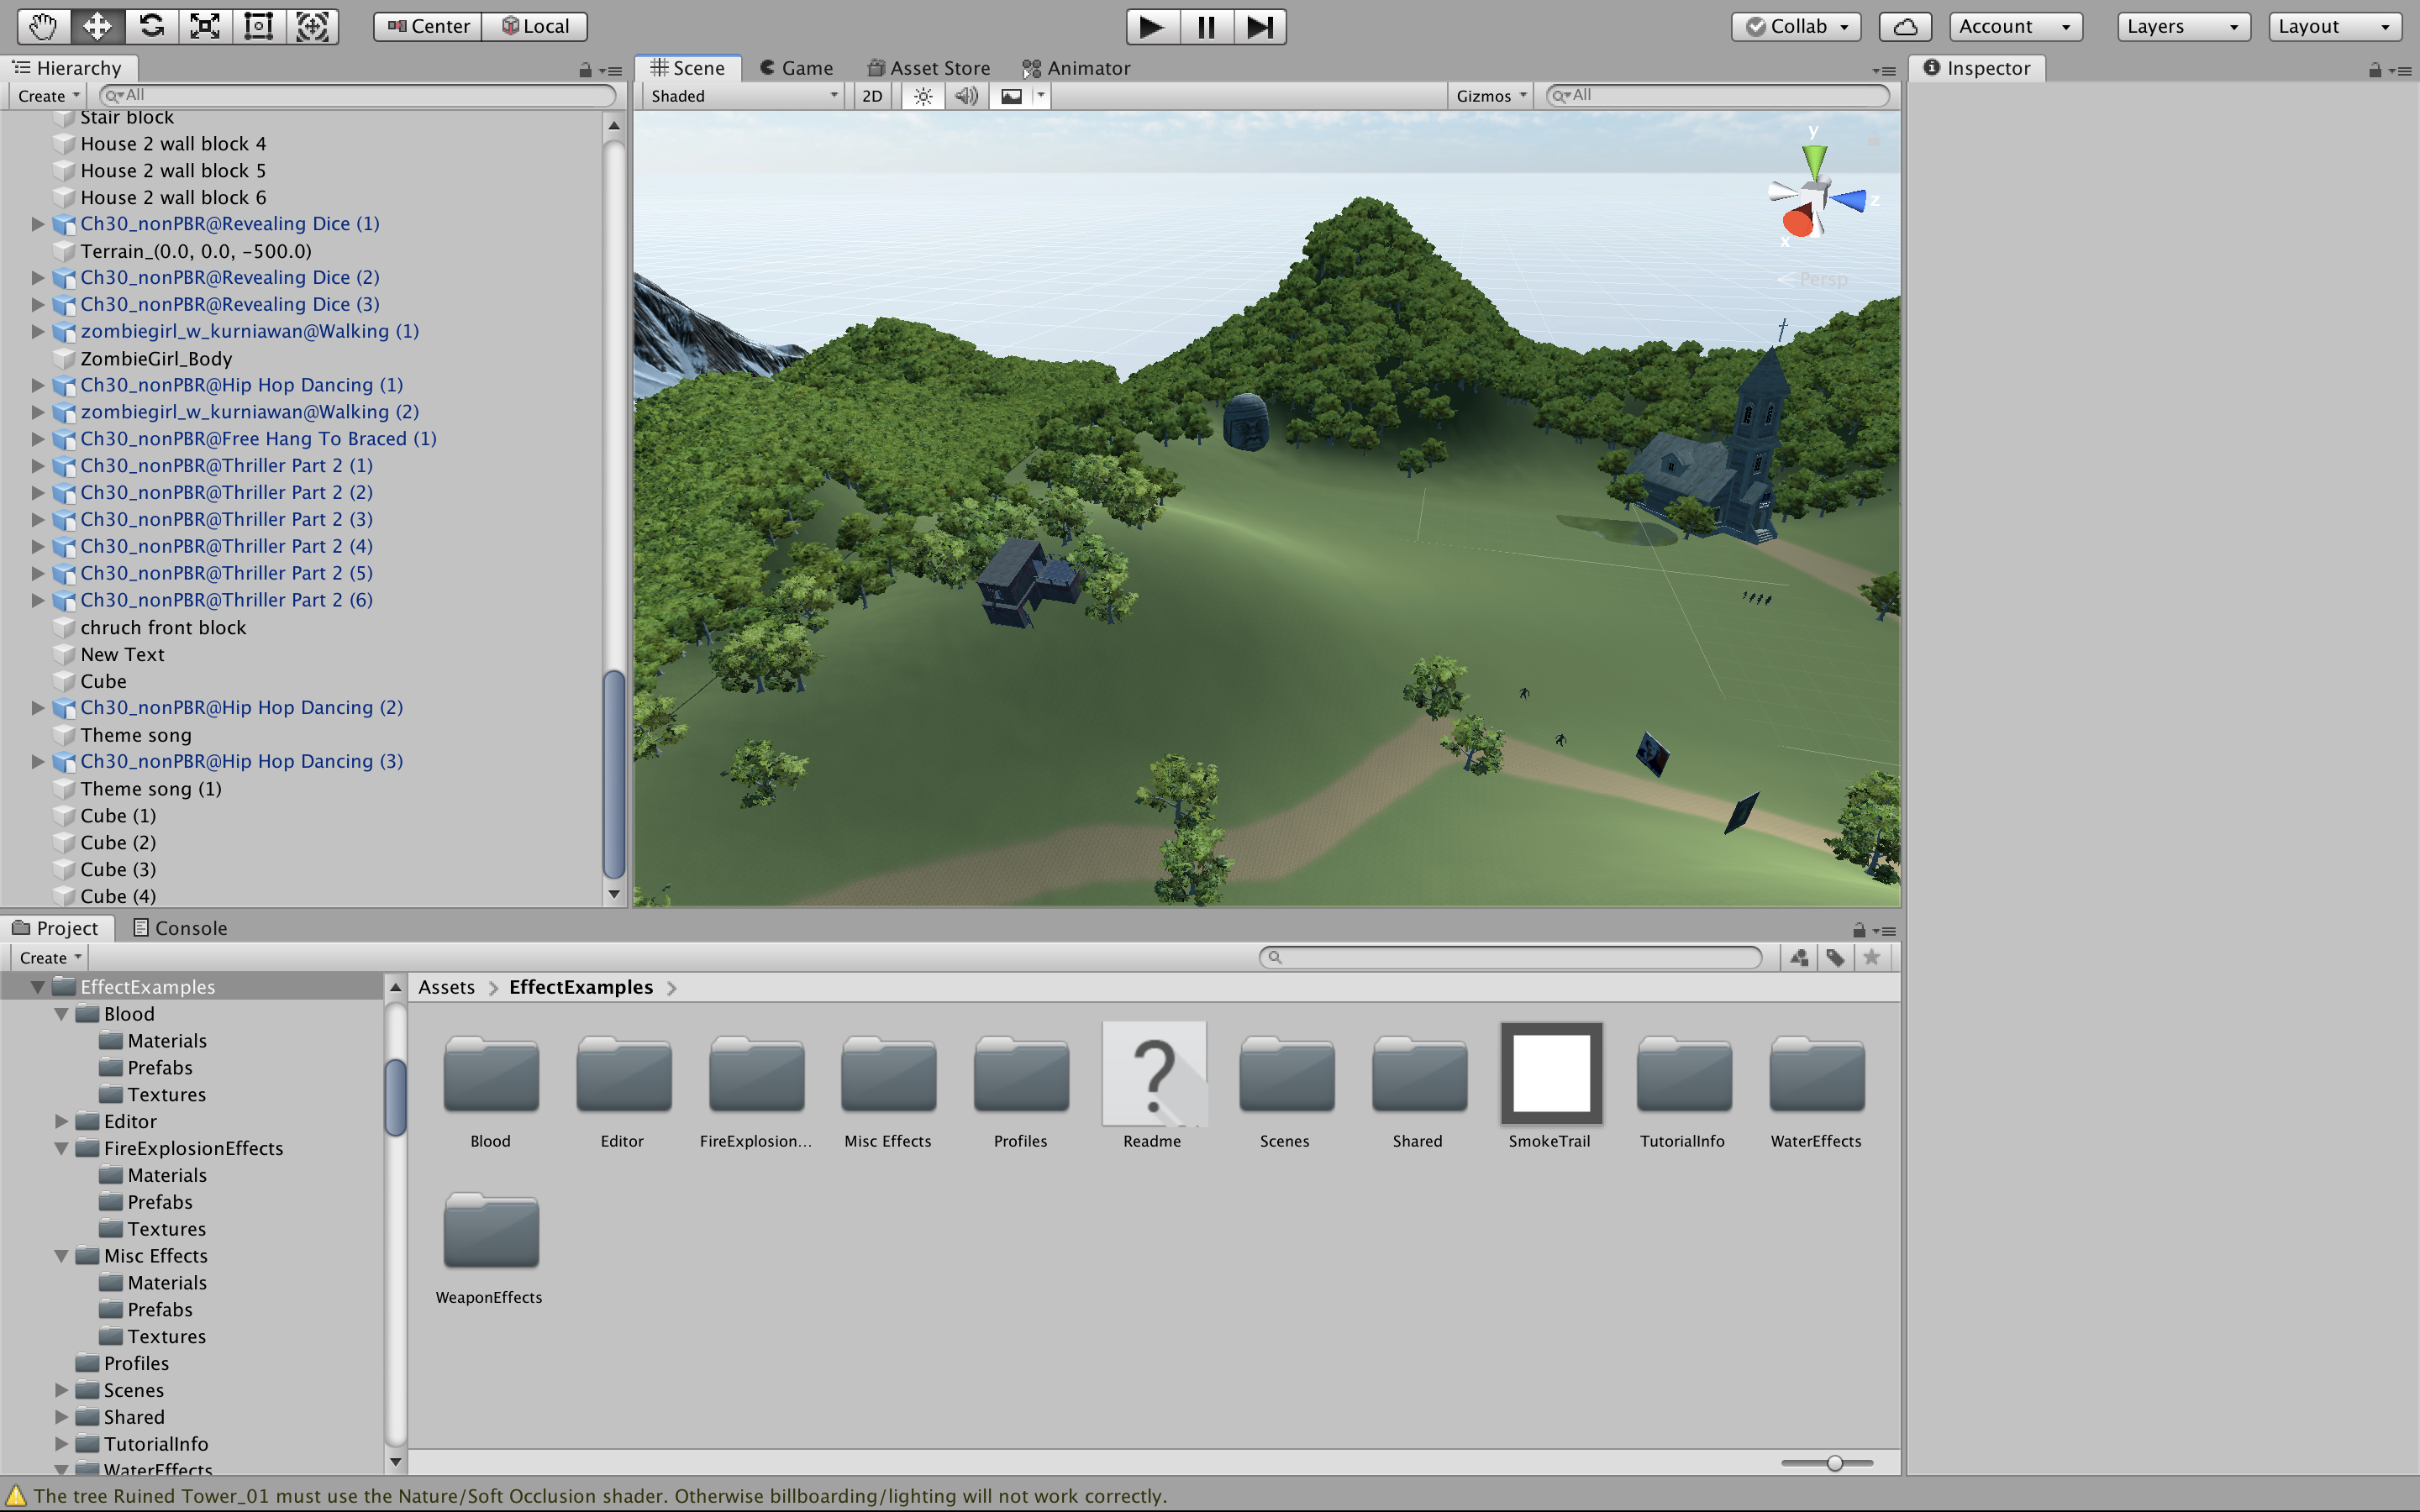 Center Local Collab Account Layers Layout
Hierarchy Scene Game Asset Store Animator Inspector
Create All Shaded 2D Gizmos All
Stair block
House 2 wall block 4
House 2 wall block 5
House 2 wall block 6
Ch30_nonPBR@Revealing Dice (1)
Terrain_(0.0, 0.0, -500.0)
Ch30_nonPBR@Revealing Dice (2)
Ch30_nonPBR@Revealing Dice (3)
zombiegirl_w_kurniawan@Walking (1)
ZombieGirl_Body
Ch30_nonPBR@Hip Hop Dancing (1)
zombiegirl_w_kurniawan@Walking (2)
Ch30_nonPBR@Free Hang To Braced (1)
Ch30_nonPBR@Thriller Part 2 (1)
Ch30_nonPBR@Thriller Part 2 (2)
Ch30_nonPBR@Thriller Part 2 (3)
Ch30_nonPBR@Thriller Part 2 (4)
Ch30_nonPBR@Thriller Part 2 (5)
Ch30_nonPBR@Thriller Part 2 (6)
chruch front block
New Text
Cube
Ch30_nonPBR@Hip Hop Dancing (2)
Theme song
Ch30_nonPBR@Hip Hop Dancing (3)
Theme song (1)
Cube (1)
Cube (2)
Cube (3)
Cube (4)
y
z
x
Persp
Project Console
Create
EffectExamples
Blood
Materials
Prefabs
Textures
Editor
FireExplosionEffects
Materials
Prefabs
Textures
Misc Effects
Materials
Prefabs
Textures
Profiles
Scenes
Shared
TutorialInfo
WaterEffects
Assets > EffectExamples >
Blood Editor FireExplosion... Misc Effects Profiles Readme Scenes Shared SmokeTrail TutorialInfo WaterEffects
WeaponEffects
The tree Ruined Tower_01 must use the Nature/Soft Occlusion shader. Otherwise billboarding/lighting will not work correctly.